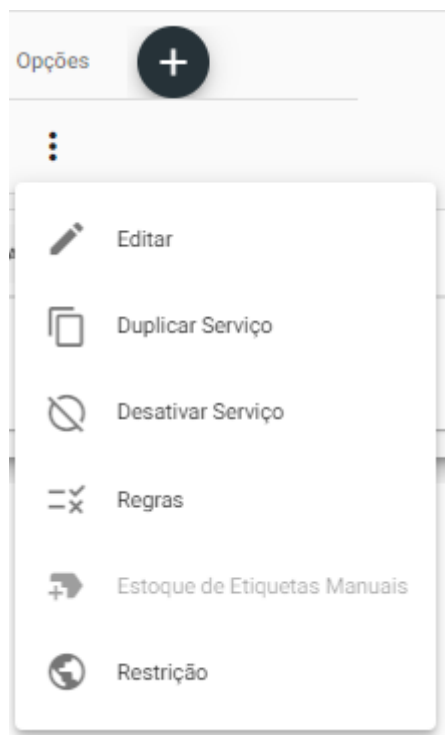 Opções
Editar
Duplicar Serviço
Desativar Serviço
Regras
Estoque de Etiquetas Manuais
Restrição